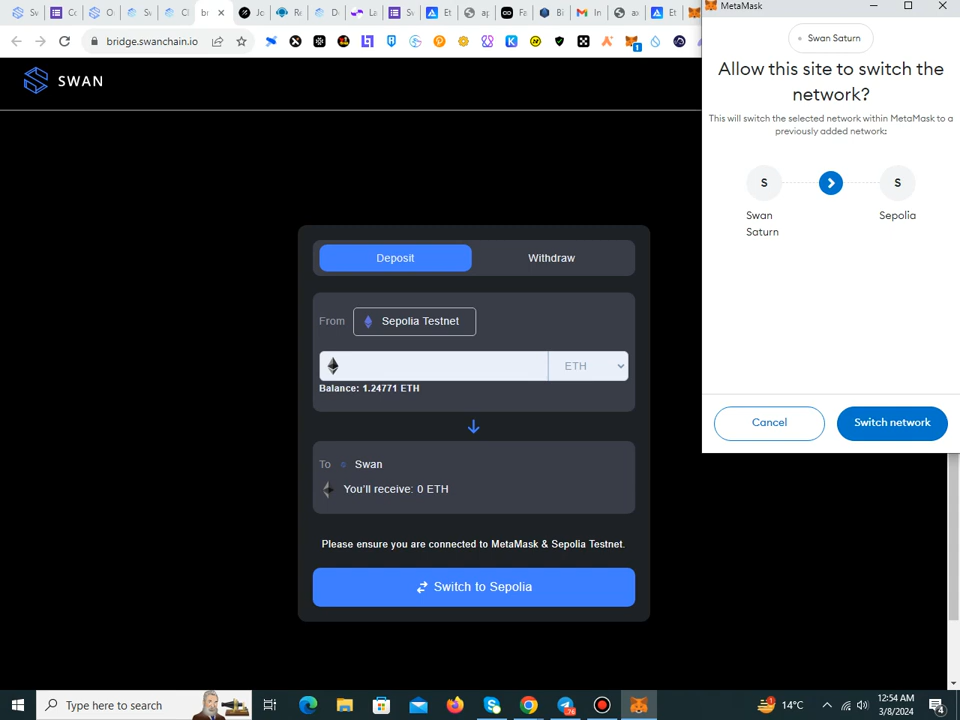 MetaMask
bridge.swanchain.io
1
SWAN
Swan Saturn
Allow this site to switch the
network?
This will switch the selected network within MetaMask to a
previously added network:
S
S
Swan
Saturn
Sepolia
Cancel
Switch network
Deposit
Withdraw
From
Sepolia Testnet
ETH
Balance: 1.24771 ETH
To
Swan
You'll receive: 0 ETH
Please ensure you are connected to MetaMask & Sepolia Testnet.
Switch to Sepolia
Type here to search
14°C
12:54 AM
3/8/2024
4